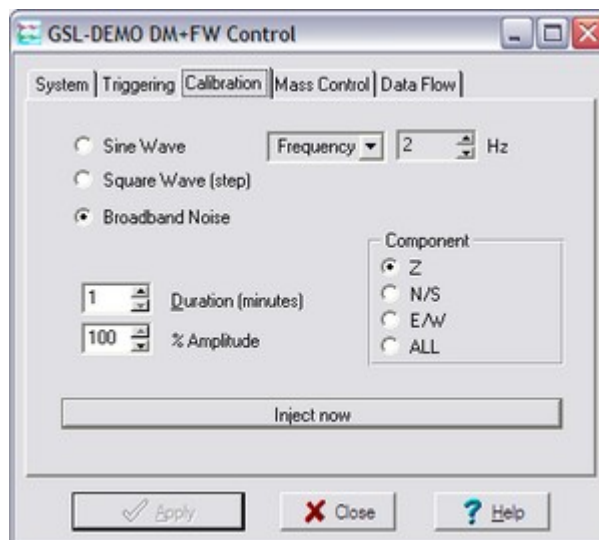 GSL-DEMO DM+FW Control
System Triggering Calibration Mass Control Data Flow
Sine Wave Frequency 2 Hz
Square Wave (step)
Broadband Noise
Component
Z
N/S
E/W
ALL
1 Duration (minutes)
100 % Amplitude
Inject now
Apply Close ? Help